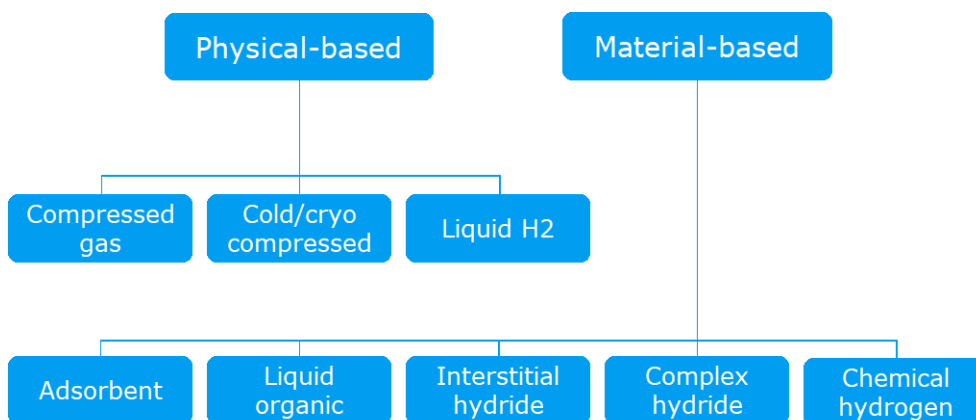 Physical-based
Material-based
Compressed
gas
Cold/cryo
compressed
Liquid H2
Adsorbent
Liquid
organic
Interstitial
hydride
Complex
hydride
Chemical
hydrogen